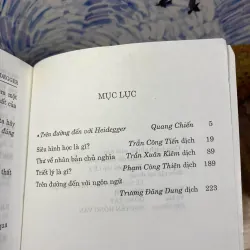 MỤC LỤC
«Trên đường đến với Heidegger Quang Chiến 5
Siêu hình học là gì? Trần Công Tiến dịch 19
Thư về nhân bản chủ nghĩa Trần Xuân Kiêm dịch 89
Triết lý là gì? Phạm Công Thiện dịch 189
Trên đường đến với ngôn ngữ
Trương Đăng Dung dịch 223